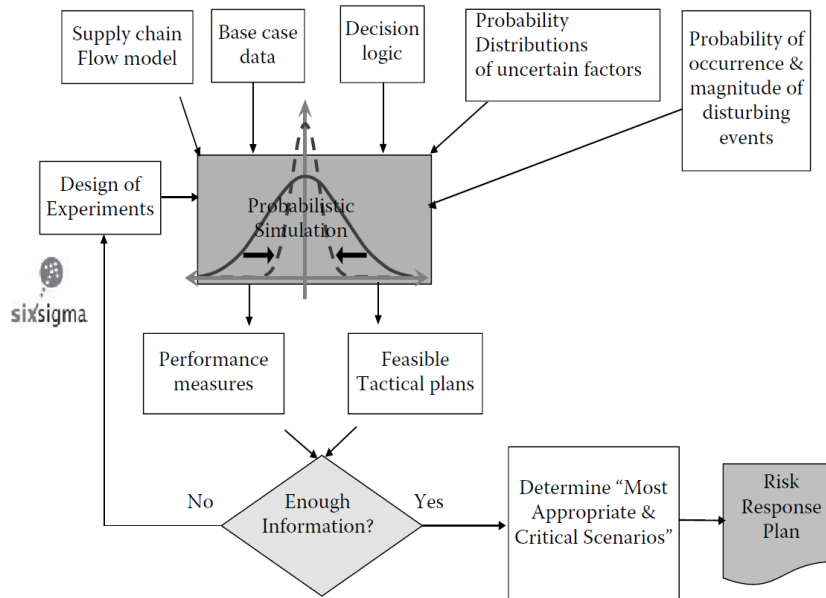 Supply chain
Flow model
Base case
data
Decision
logic
Probability
Distributions
of uncertain factors
Probability of
occurrence &
magnitude of
disturbing
events
Design of
Experiments
Probabilistic
Simulation
sixsigma
Performance
measures
Feasible
Tactical plans
No
Enough
Information?
Yes
Determine “Most
Appropriate &
Critical Scenarios”
Risk
Response
Plan